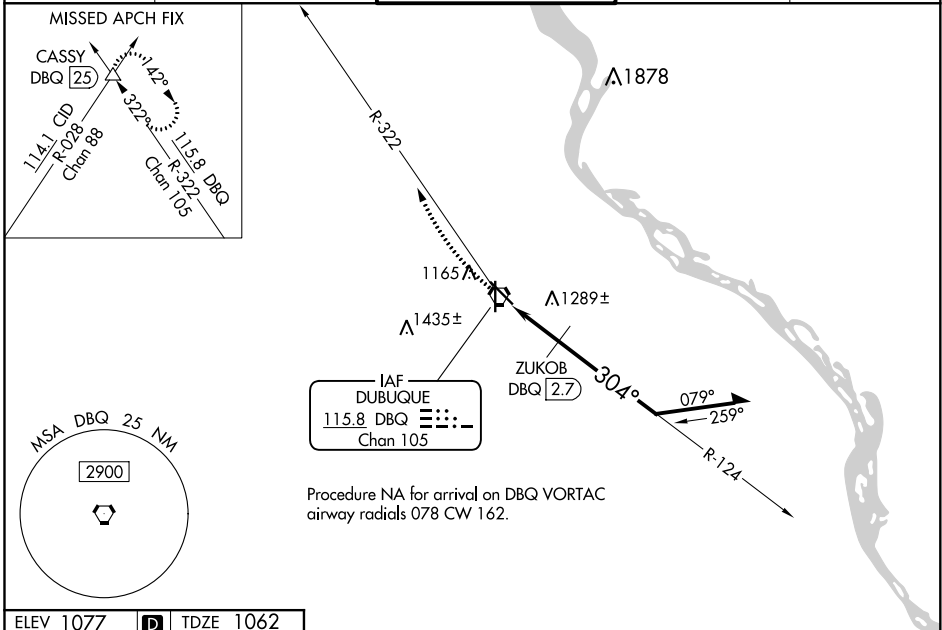 MISSED APCH FIX
CASSY
DBQ 25
142°
322°
114.1 CID
R-028
Chan 88
115.8 DBQ
R-322
Chan 105
1878
R-322
1165
1289±
1435±
ZUKOB
DBQ 2.7
304°
079°
259°
R-124
IAF
DUBUQUE
115.8 DBQ
Chan 105
MSA DBQ 25 NM
2900
Procedure NA for arrival on DBQ VORTAC
airway radials 078 CW 162.
ELEV 1077 D TDZE 1062